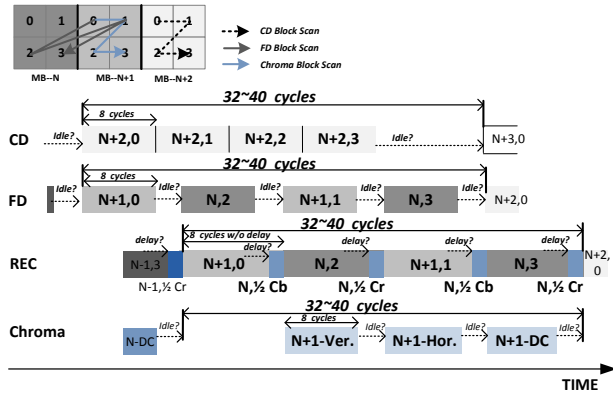 0 1 0 1 0 1
2 3 2 3 2 3
MB--N MB--N+1 MB--N+2
CD Block Scan
FD Block Scan
Chroma Block Scan
32~40 cycles
8 cycles
CD Idle? N+2,0 N+2,1 N+2,2 N+2,3 Idle? N+3,0
32~40 cycles
8 cycles
FD Idle? N+1,0 Idle? N,2 Idle? N+1,1 Idle? N,3 Idle? N+2,0
32~40 cycles
8 cycles w/o delay
delay? delay? delay? delay? delay?
REC N-1,3 N+1,0 N,2 N+1,1 N,3 N+2,
0
N-1,½ Cr N,½ Cb N,½ Cr N,½ Cb N,½ Cr
32~40 cycles
Chroma 8 cycles
N-DC Idle? N+1-Ver. Idle? N+1-Hor. Idle? N+1-DC Idle?
TIME